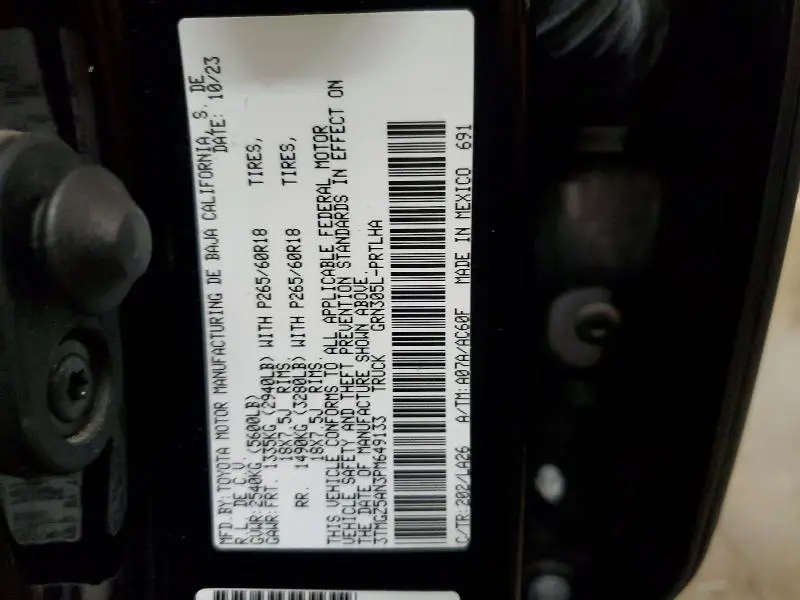 MFD.BY:TOYOTA MOTOR MANUFACTURING DE BAJA CALIFORNIA, S. DE
R.L. DE C.V. DATE: 10/23
GVWR:2540KG (5600LB)
GAWR:FRT. 1335KG (2940LB) WITH P265/60R18 TIRES,
18X7.5J RIMS.
RR. 1490KG (3280LB) WITH P265/60R18 TIRES,
18X7.5J RIMS.
THIS VEHICLE CONFORMS TO ALL APPLICABLE FEDERAL MOTOR
VEHICLE SAFETY AND THEFT PREVENTION STANDARDS IN EFFECT ON
THE DATE OF MANUFACTURE SHOWN ABOVE.
3TMGZ5AN3PM649133 TRUCK GRN305L-PRTLHA
C/TR:202/LA26 A/TM:A07A/AC60F MADE IN MEXICO 691